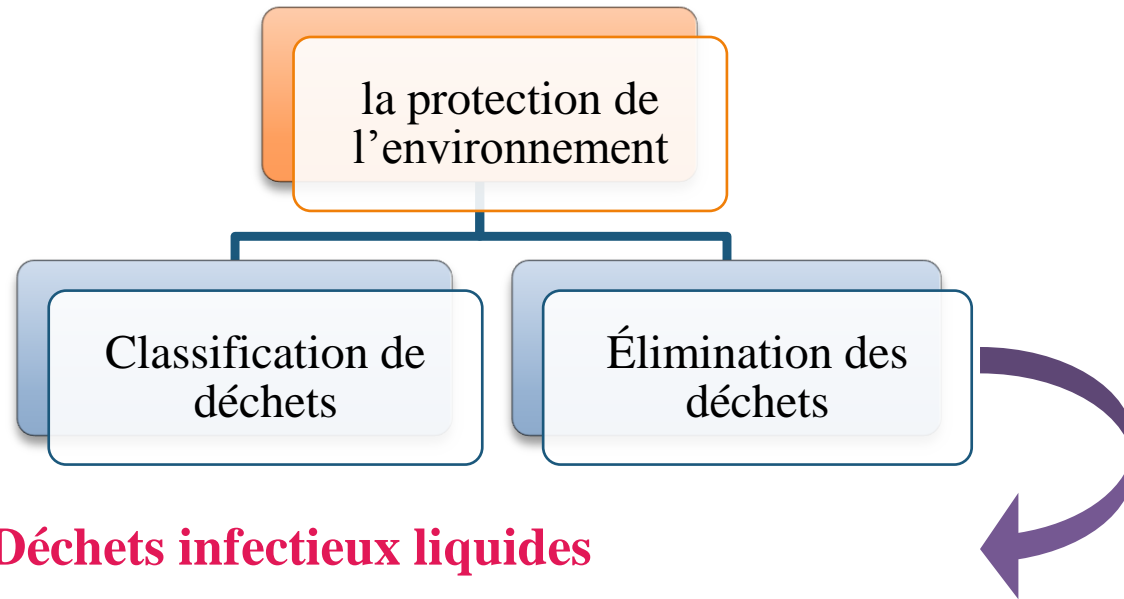 la protection de
l’environnement
Classification de
déchets
Élimination des
déchets
Déchets infectieux liquides